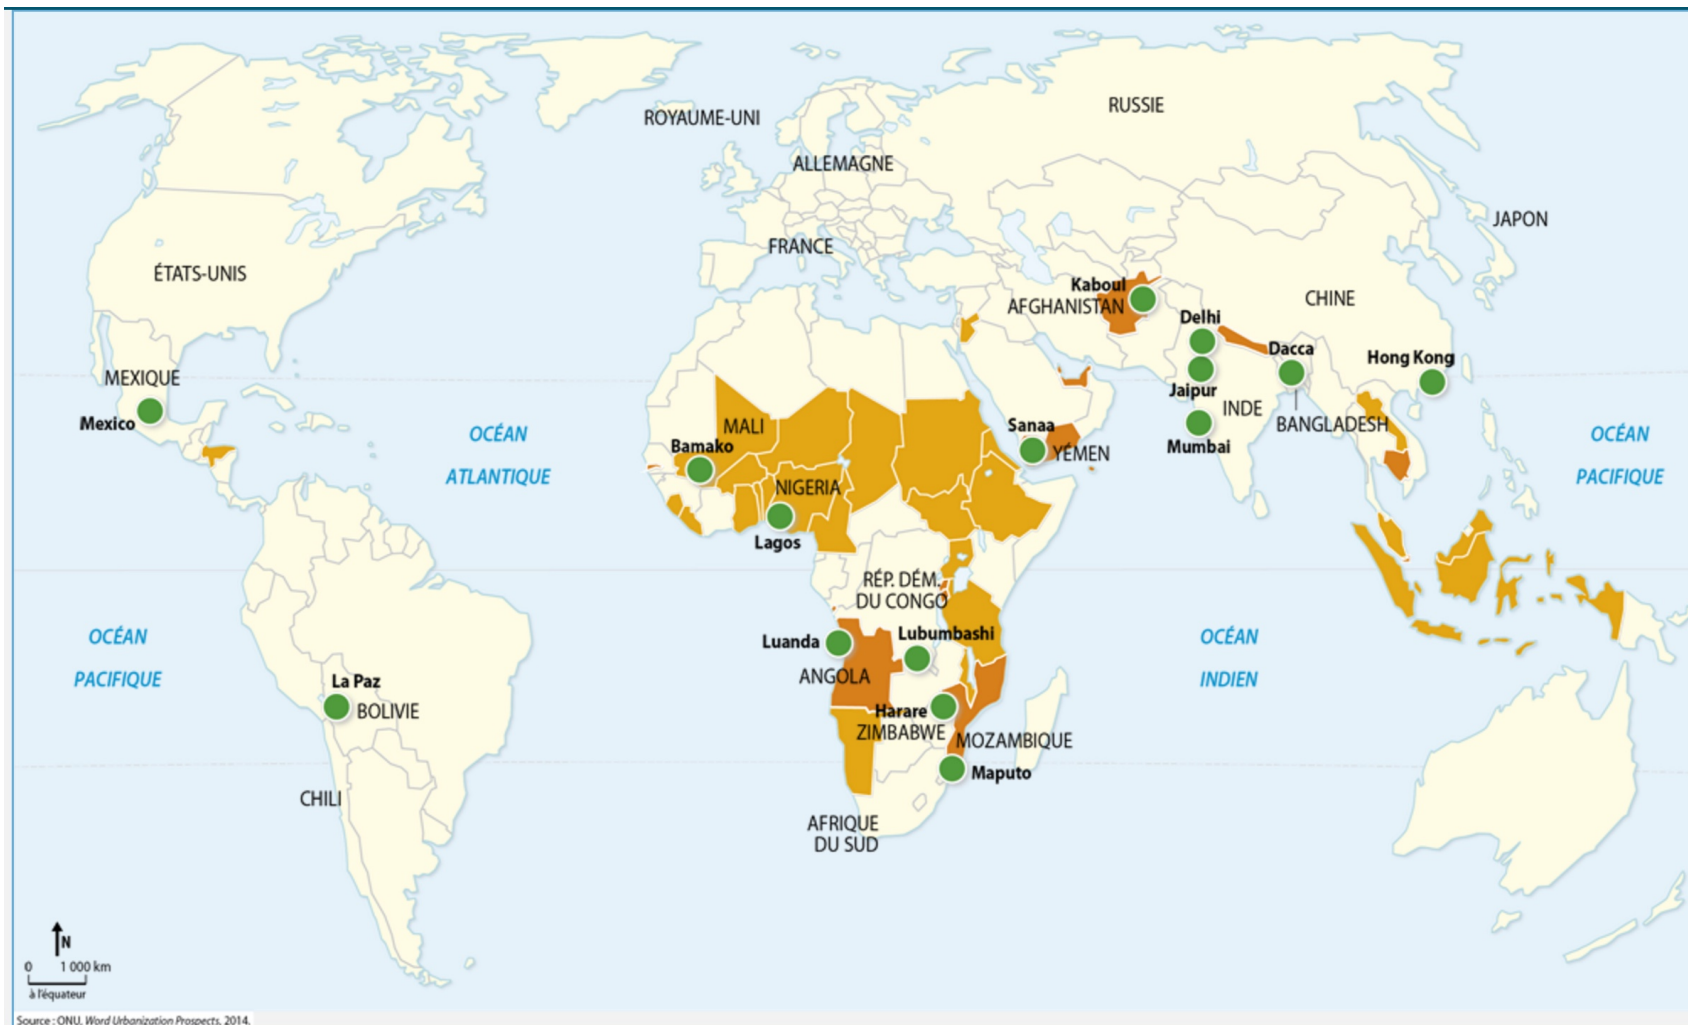 RUSSIE
ROYAUME-UNI
ALLEMAGNE
JAPON
FRANCE
ÉTATS-UNIS
Kaboul
AFGHANISTAN
CHINE
Delhi
Dacca
Hong Kong
MEXIQUE
Jaipur
INDE
BANGLADESH
Mexico
MALI
Sanaa
YÉMEN
Mumbai
OCÉAN
ATLANTIQUE
OCÉAN
PACIFIQUE
Bamako
NIGERIA
Lagos
RÉP. DÉM.
DU CONGO
OCÉAN
PACIFIQUE
Luanda
Lubumbashi
OCÉAN
INDIEN
ANGOLA
La Paz
BOLIVIE
Harare
ZIMBABWE
MOZAMBIQUE
Maputo
CHILI
AFRIQUE
DU SUD
N
0 1 000 km
à l'équateur
Source : ONU, Word Urbanization Prospects, 2014.